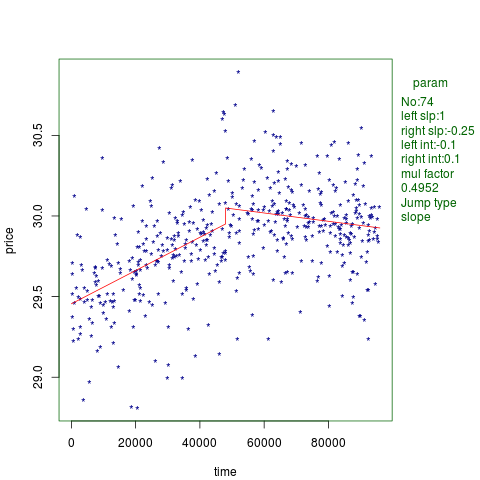 param
No:74
left slp:1
right slp:-0.25
left int:-0.1
right int:0.1
mul factor
0.4952
Jump type
slope
price
30.5
30.0
29.5
29.0
0 20000 40000 60000 80000
time